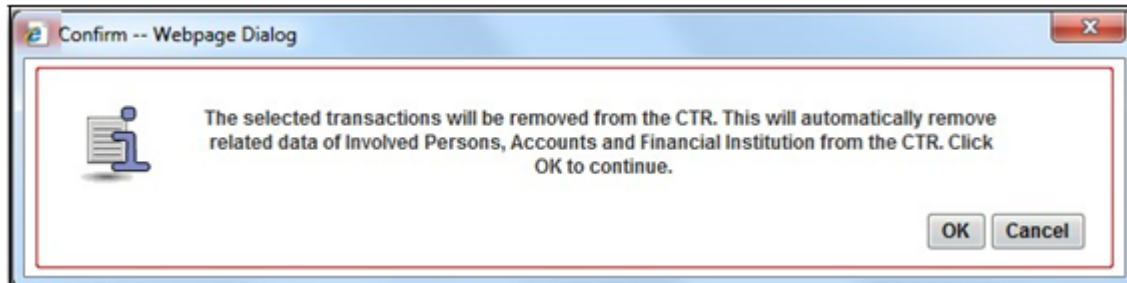 Confirm -- Webpage Dialog
The selected transactions will be removed from the CTR. This will automatically remove
related data of Involved Persons, Accounts and Financial Institution from the CTR. Click
OK to continue.
OK Cancel